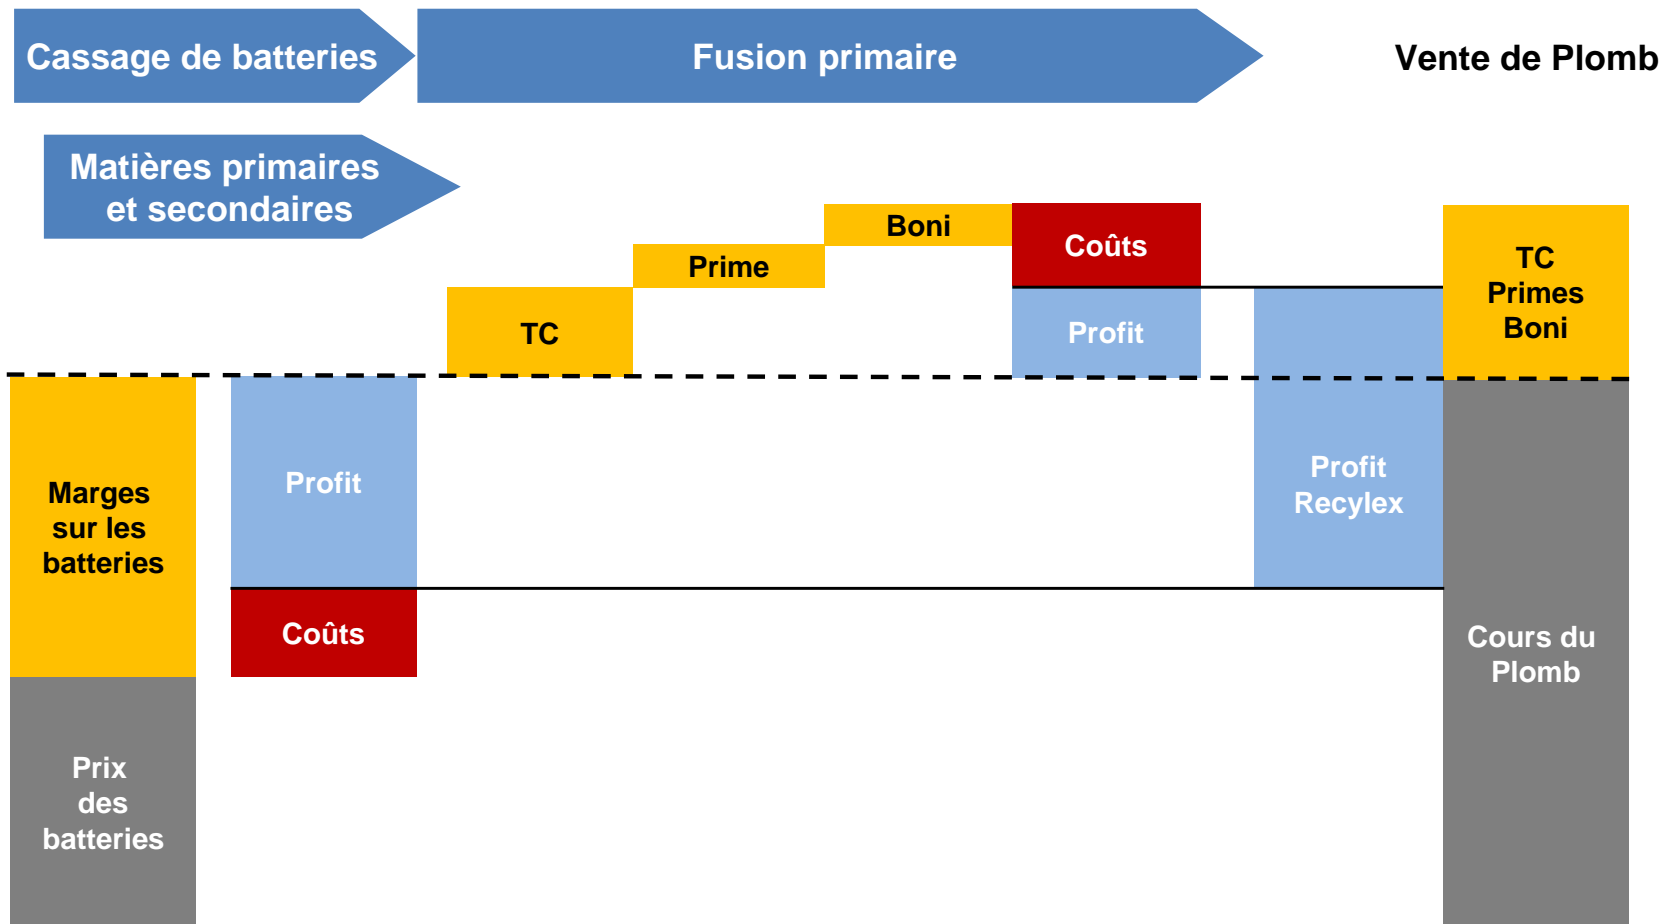 Cassage de batteries
Fusion primaire
Vente de Plomb
Matières primaires
et secondaires
Boni
Coûts
Prime
TC
Primes
Boni
TC
Profit
Marges
sur les
batteries
Profit
Profit
Recylex
Coûts
Cours du
Plomb
Prix
des
batteries